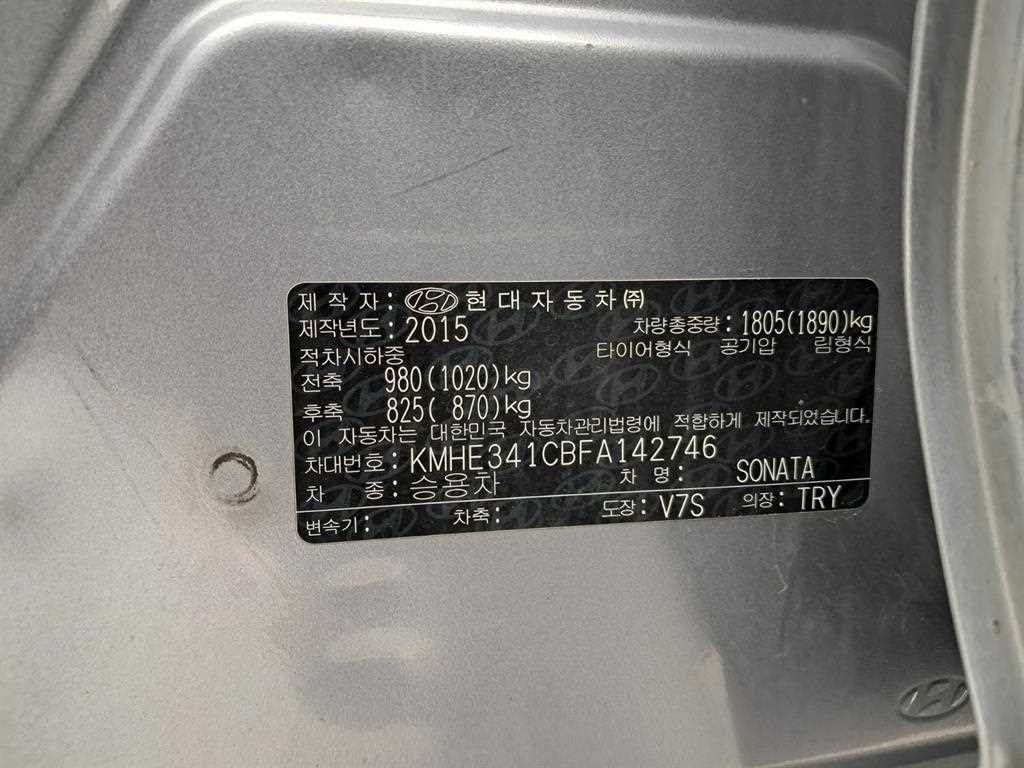 제 작 자 : 현 대 자 동 차 ㈜
제작년도 : 2015 차량총중량 : 1805(1890)kg
적차시하중 타이어형식 공기압 림형식
전축 980(1020)kg
후축 825( 870)kg
이 자동차는 대한민국 자동차관리법령에 적합하게 제작되었습니다.
차대번호 : KMHE341CBFA142746
차 종 : 승용차 차 명 : SONATA
변속기 : 차축 : 도장 : V7S 의장 : TRY